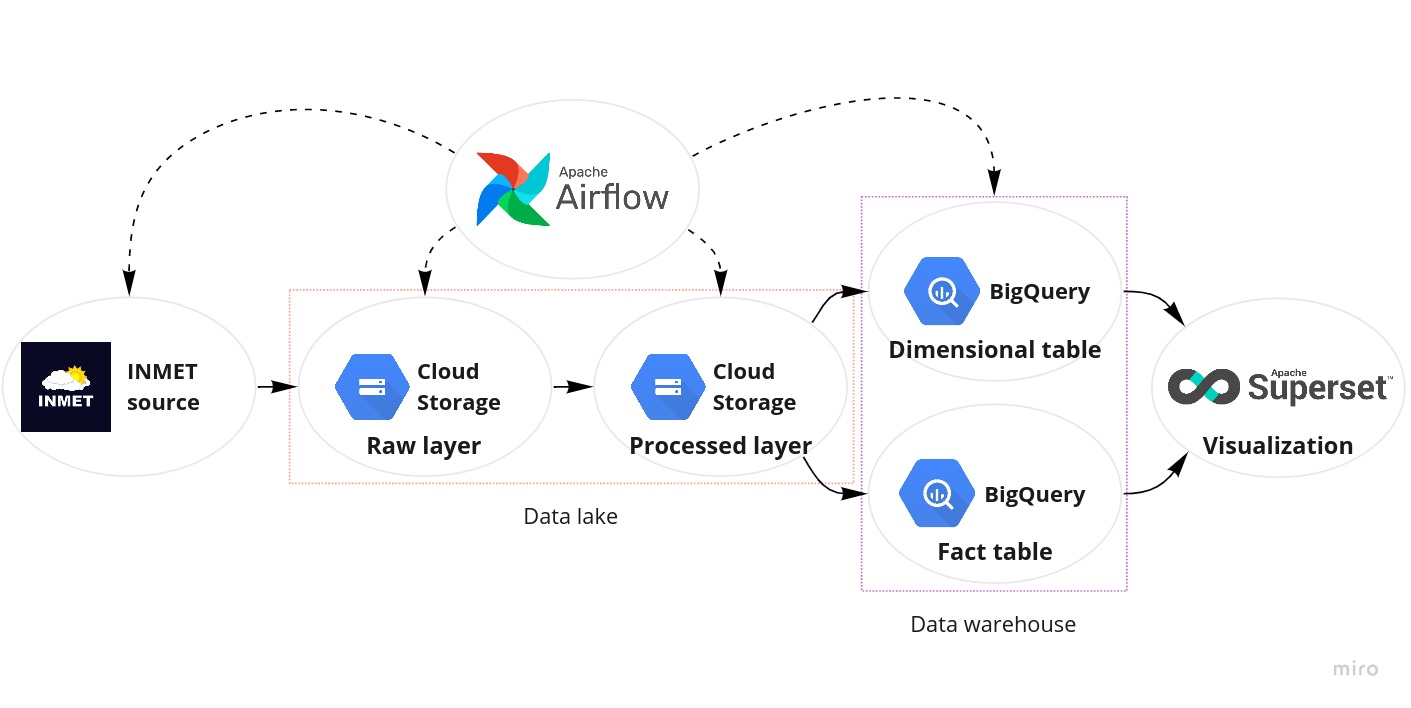 Apache
Airflow
INMET
INMET
source
Cloud
Storage
Raw layer
Cloud
Storage
Processed layer
Data lake
BigQuery
Dimensional table
BigQuery
Fact table
Data warehouse
Apache
Superset™
Visualization
miro